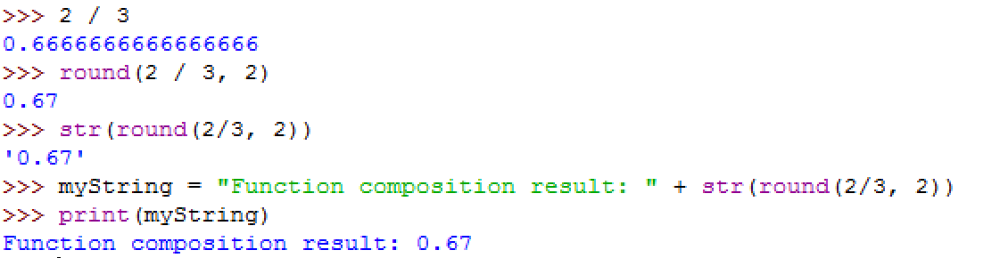 >>> 2 / 3
0.6666666666666666
>>> round(2 / 3, 2)
0.67
>>> str(round(2/3, 2))
'0.67'
>>> myString = "Function composition result: " + str(round(2/3, 2))
>>> print(myString)
Function composition result: 0.67